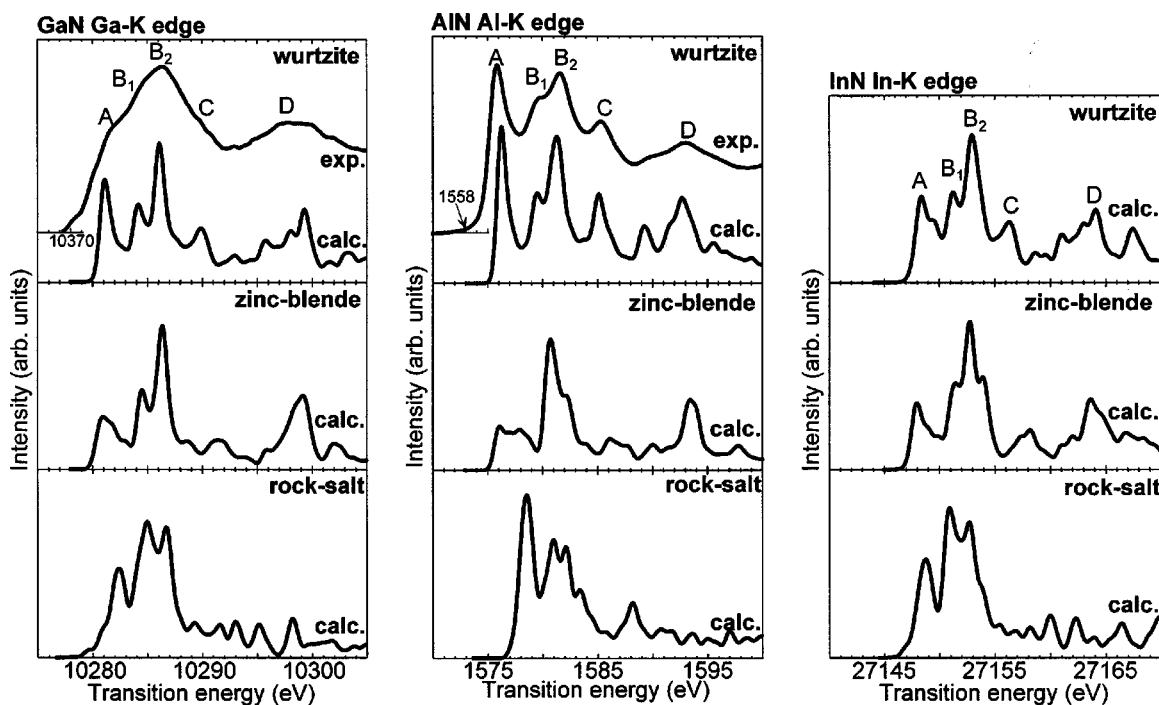 GaN Ga-K edge
wurtzite
A
B1
B2
C
D
exp.
10370
calc.
zinc-blende
calc.
rock-salt
calc.
10280 10290 10300
Transition energy (eV)
Intensity (arb. units)
AlN Al-K edge
wurtzite
A
B1
B2
C
D
exp.
1558
calc.
zinc-blende
calc.
rock-salt
calc.
1575 1585 1595
Transition energy (eV)
Intensity (arb. units)
InN In-K edge
wurtzite
A
B1
B2
C
D
calc.
zinc-blende
calc.
rock-salt
calc.
27145 27155 27165
Transition energy (eV)
Intensity (arb. units)